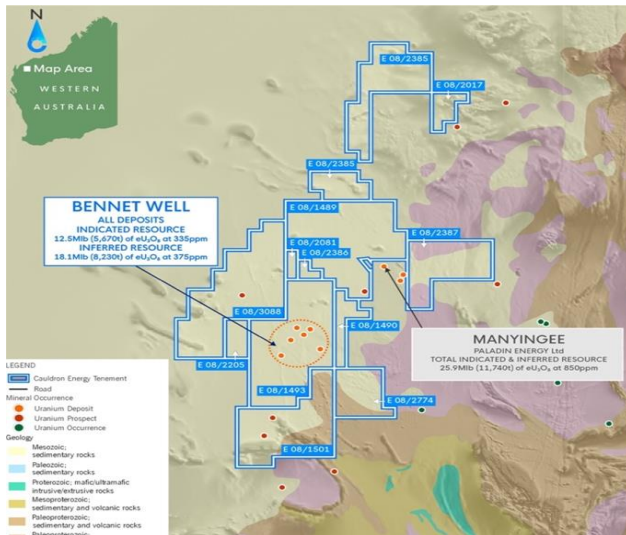 N
Map Area
WESTERN
AUSTRALIA
E 08/2385
E 08/2017
E 08/2385
BENNET WELL
ALL DEPOSITS
INDICATED RESOURCE
12.5Mlb (5,670t) of eU₃O₈ at 335ppm
INFERRED RESOURCE
18.1Mlb (8,230t) of eU₃O₈ at 375ppm
E 08/1489
E 08/2387
E 08/2081
E 08/2386
E 08/3088
E 08/1490
MANYINGEE
PALADIN ENERGY Ltd
TOTAL INDICATED & INFERRED RESOURCE
25.9Mlb (11,740t) of eU₃O₈ at 850ppm
E 08/2205
E 08/1493
E 08/2774
E 08/1501
LEGEND
Cauldron Energy Tenement
Road
Mineral Occurrence
Uranium Deposit
Uranium Prospect
Uranium Occurrence
Geology
Mesozoic;
sedimentary rocks
Paleozoic;
sedimentary rocks
Proterozoic; mafic/ultramafic
intrusive/extrusive rocks
Mesoproterozoic;
sedimentary and volcanic rocks
Paleoproterozoic;
sedimentary and volcanic rocks
Paleoproterozoic;